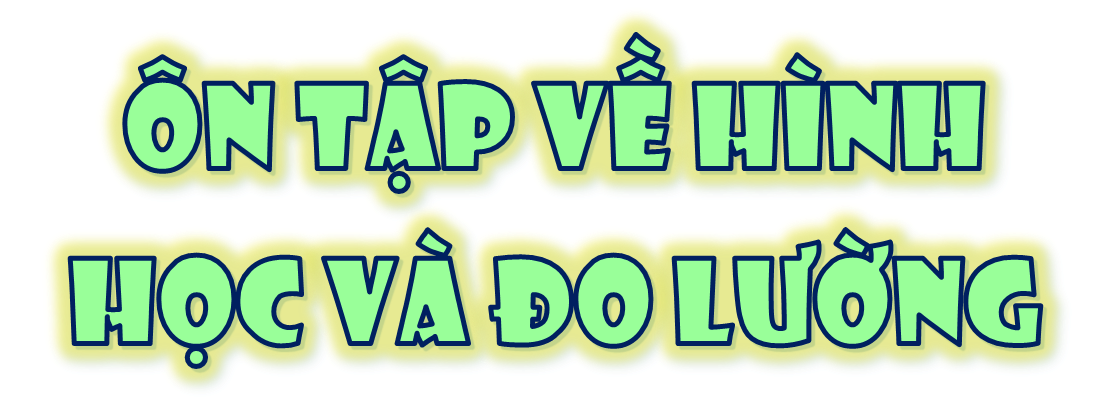 ÔN TẬP VỀ HÌNH
HỌC VÀ ĐO LƯỜNG